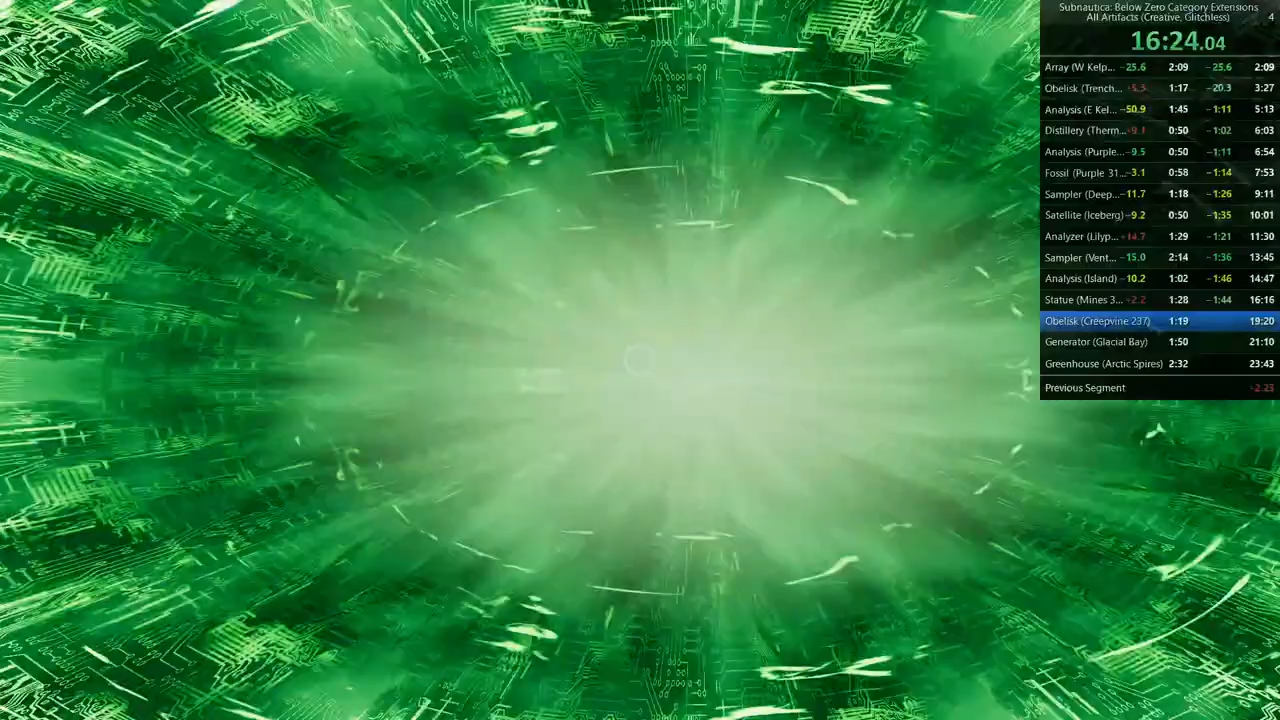 Subnautica: Below Zero Category Extensions
All Artifacts (Creative, Glitchless) 4
16:24.04
Array (W Kelp... −25.6 2:09 −25.6 2:09
Obelisk (Trench... +5.3 1:17 −20.3 3:27
Analysis (E Kel... −50.9 1:45 −1:11 5:13
Distillery (Therm... +9.1 0:50 −1:02 6:03
Analysis (Purple... −9.5 0:50 −1:11 6:54
Fossil (Purple 31... −3.1 0:58 −1:14 7:53
Sampler (Deep... −11.7 1:18 −1:26 9:11
Satellite (Iceberg) −9.2 0:50 −1:35 10:01
Analyzer (Lilyp... +14.7 1:29 −1:21 11:30
Sampler (Vent... −15.0 2:14 −1:36 13:45
Analysis (Island) −10.2 1:02 −1:46 14:47
Statue (Mines 3... +2.2 1:28 −1:44 16:16
Obelisk (Creepvine 237) 1:19 19:20
Generator (Glacial Bay) 1:50 21:10
Greenhouse (Arctic Spires) 2:32 23:43
Previous Segment +2.23